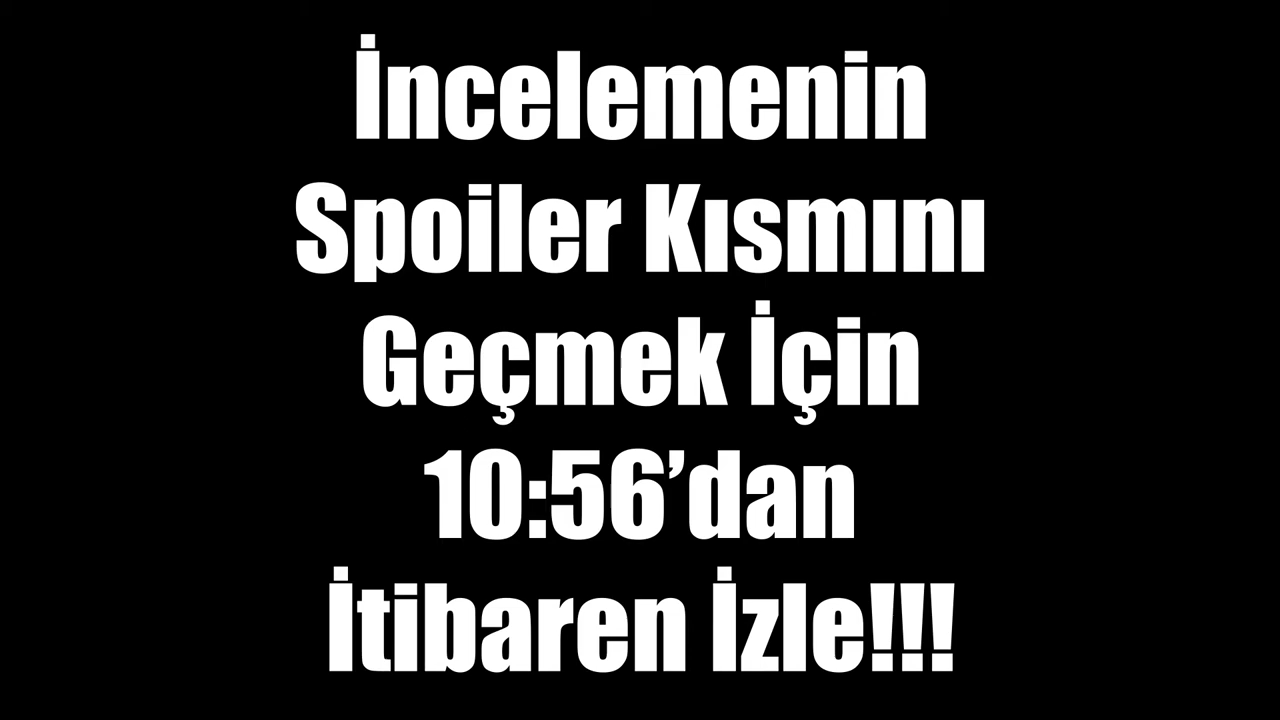 İncelemenin
Spoiler Kısmını
Geçmek İçin
10:56’dan
İtibaren İzle!!!